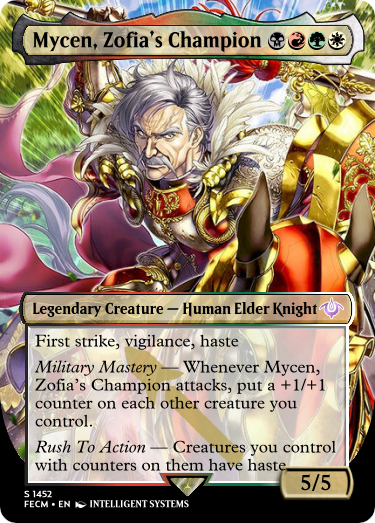 Mycen, Zofia's Champion
Legendary Creature — Human Elder Knight
First strike, vigilance, haste
Military Mastery — Whenever Mycen,
Zofia's Champion attacks, put a +1/+1
counter on each other creature you
control.
Rush To Action — Creatures you control
with counters on them have haste.
5/5
S 1452
FECM • EN INTELLIGENT SYSTEMS